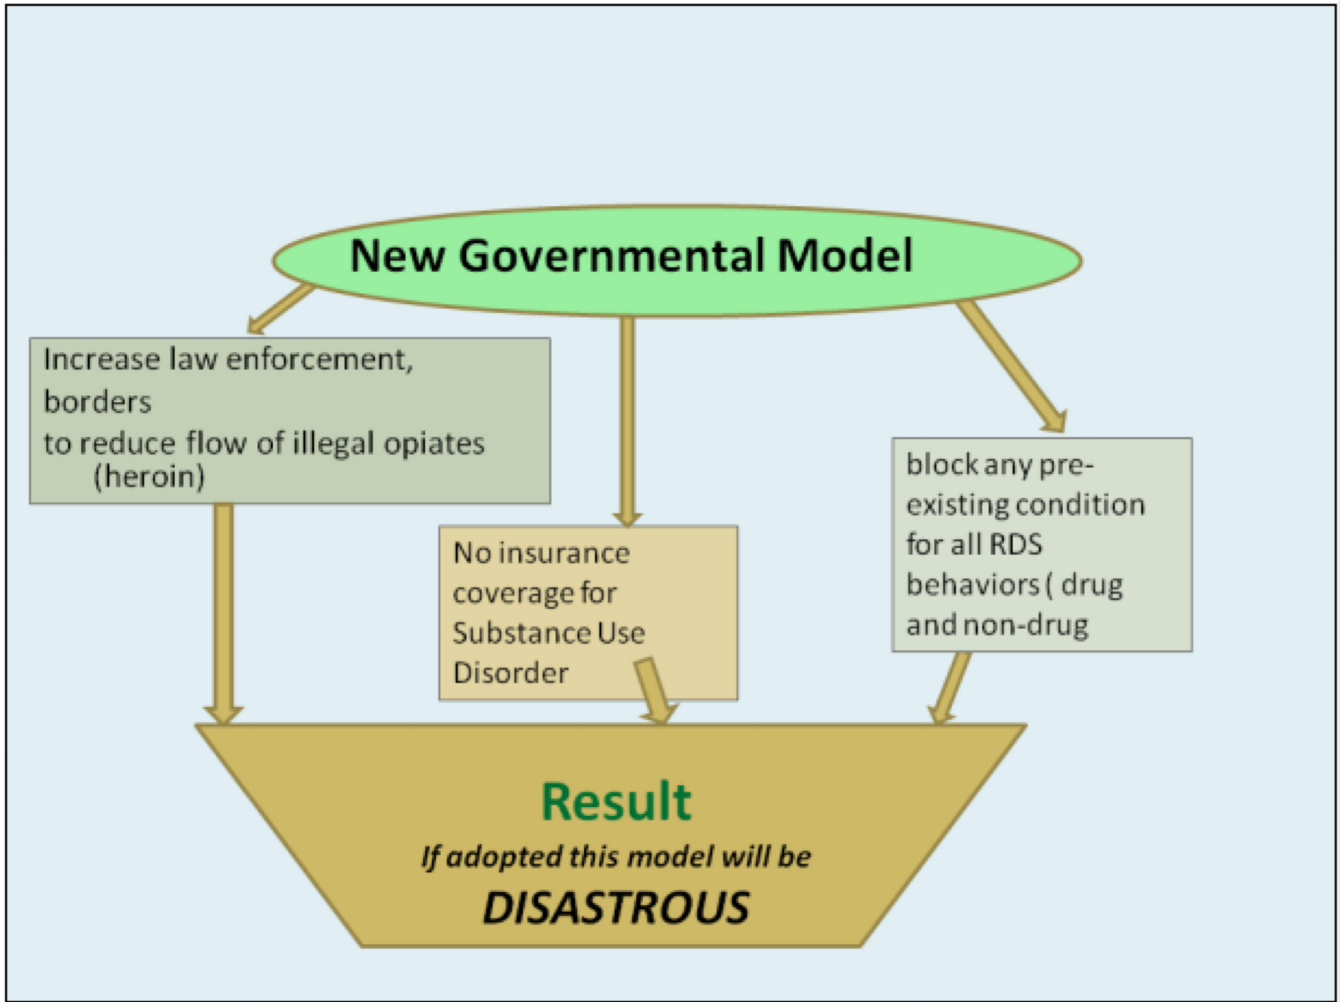 New Governmental Model
Increase law enforcement,
borders
to reduce flow of illegal opiates
(heroin)
No insurance
coverage for
Substance Use
Disorder
block any pre-
existing condition
for all RDS
behaviors ( drug
and non-drug
Result
If adopted this model will be
DISASTROUS